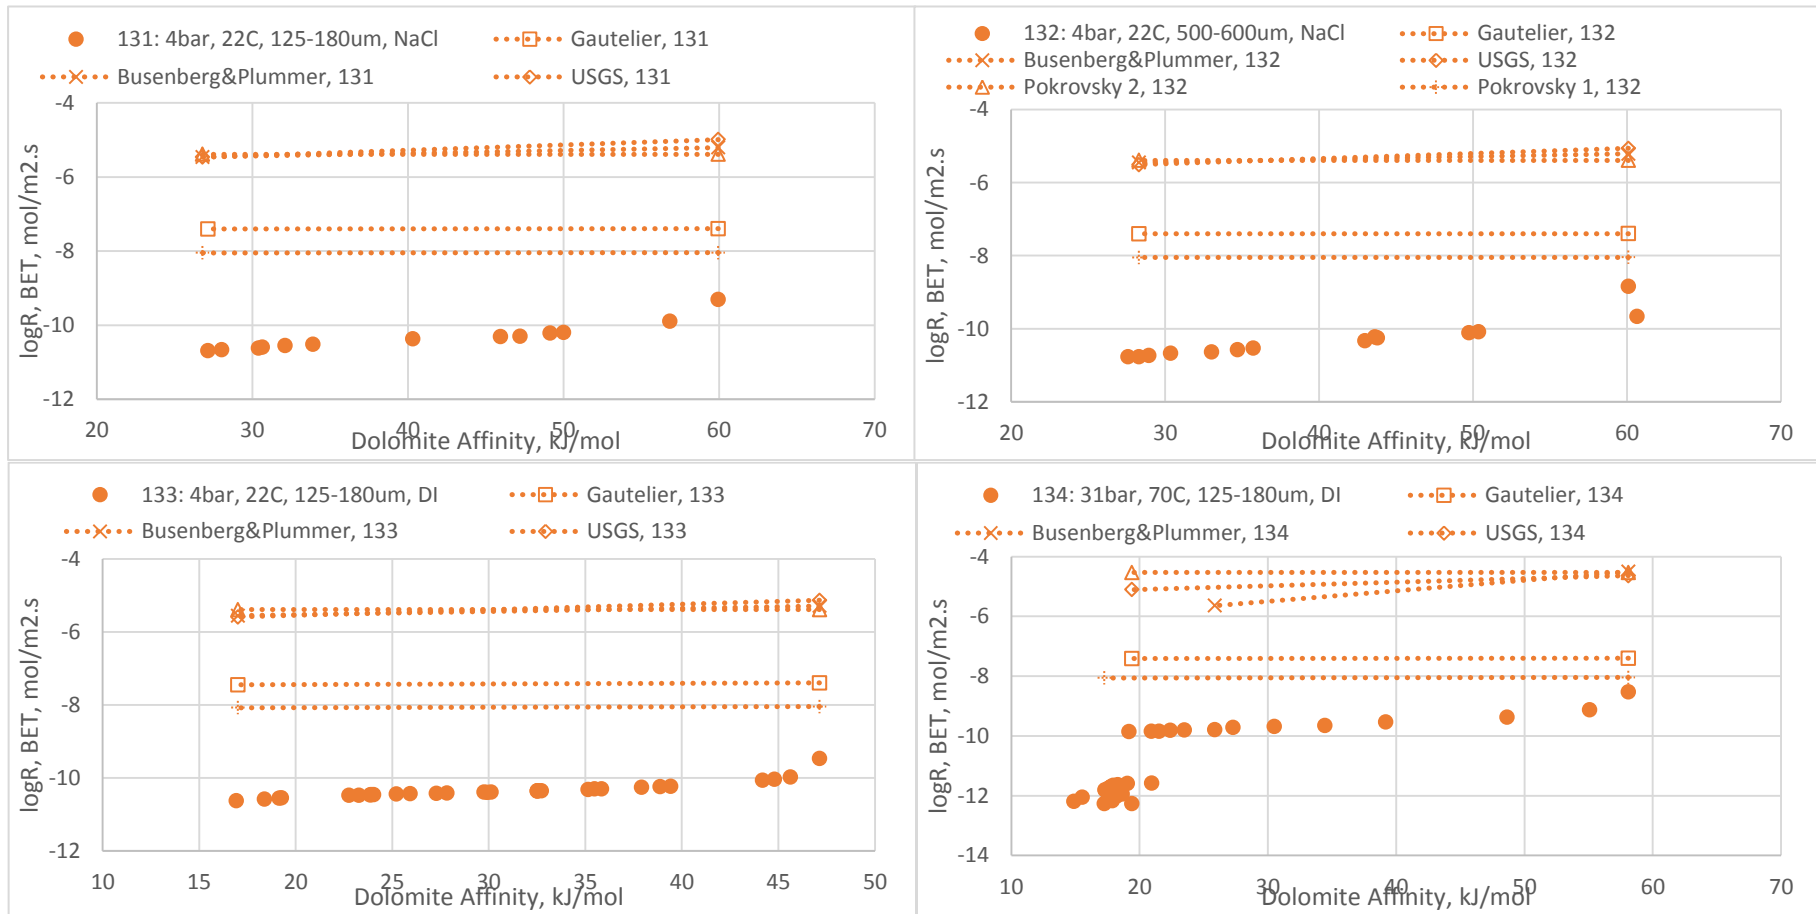 131: 4bar, 22C, 125-180um, NaCl
Gautelier, 131
Busenberg&Plummer, 131
USGS, 131
logR, BET, mol/m2.s
-4
-6
-8
-10
-12
20 30 40 50 60 70
Dolomite Affinity, kJ/mol
132: 4bar, 22C, 500-600um, NaCl
Gautelier, 132
Busenberg&Plummer, 132
USGS, 132
Pokrovsky 2, 132
Pokrovsky 1, 132
logR, BET, mol/m2.s
-4
-6
-8
-10
-12
20 30 40 50 60 70
Dolomite Affinity, kJ/mol
133: 4bar, 22C, 125-180um, DI
Gautelier, 133
Busenberg&Plummer, 133
USGS, 133
logR, BET, mol/m2.s
-4
-6
-8
-10
-12
10 15 20 25 30 35 40 45 50
Dolomite Affinity, kJ/mol
134: 31bar, 70C, 125-180um, DI
Gautelier, 134
Busenberg&Plummer, 134
USGS, 134
logR, BET, mol/m2.s
-4
-6
-8
-10
-12
-14
10 20 30 40 50 60 70
Dolomite Affinity, kJ/mol